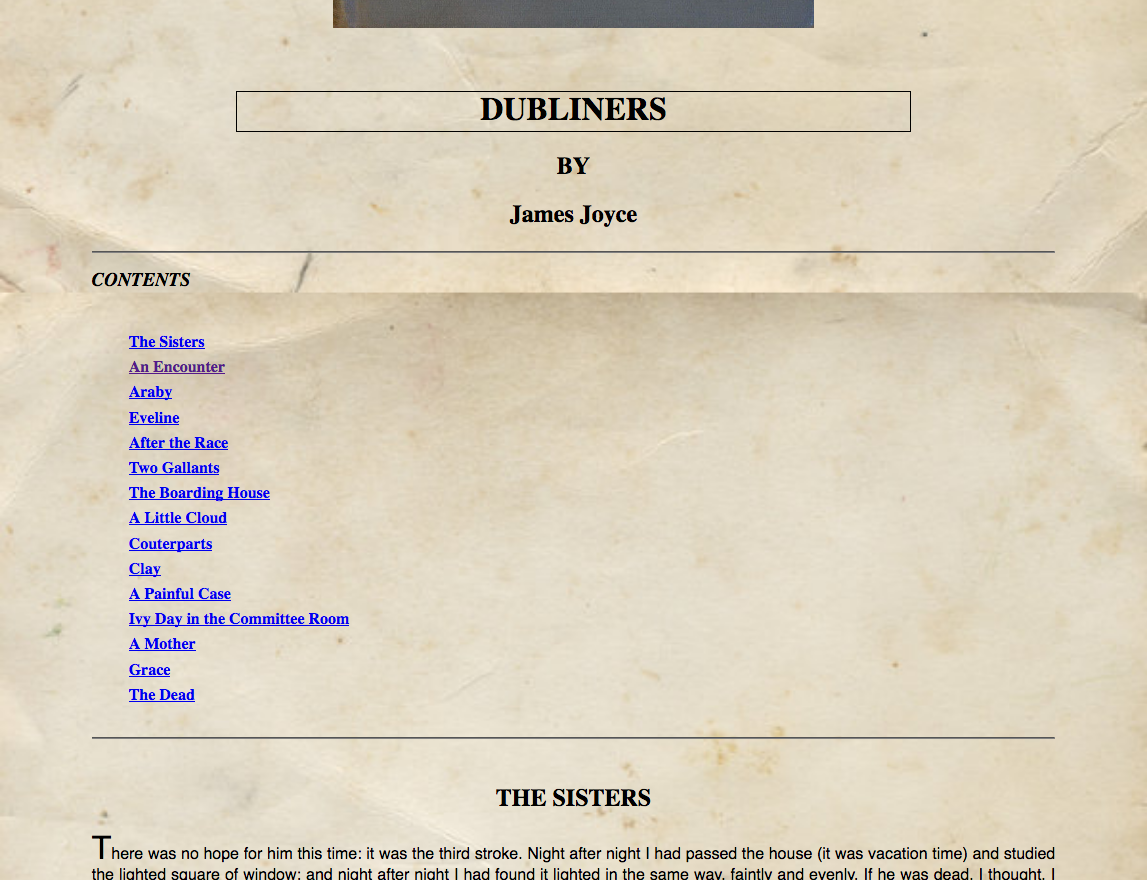 DUBLINERS
BY
James Joyce
CONTENTS
The Sisters
An Encounter
Araby
Eveline
After the Race
Two Gallants
The Boarding House
A Little Cloud
Couterparts
Clay
A Painful Case
Ivy Day in the Committee Room
A Mother
Grace
The Dead
THE SISTERS
There was no hope for him this time: it was the third stroke. Night after night I had passed the house (it was vacation time) and studied
the lighted square of window: and night after night I had found it lighted in the same way, faintly and evenly. If he was dead, I thought, I